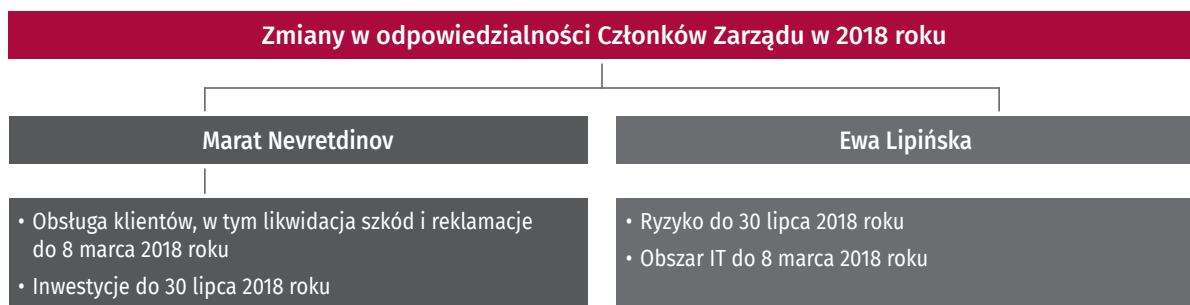 Zmiany w odpowiedzialności Członków Zarządu w 2018 roku
Marat Nevretdinov
• Obsługa klientów, w tym likwidacja szkód i reklamacje
do 8 marca 2018 roku
• Inwestycje do 30 lipca 2018 roku
Ewa Lipińska
• Ryzyko do 30 lipca 2018 roku
• Obszar IT do 8 marca 2018 roku